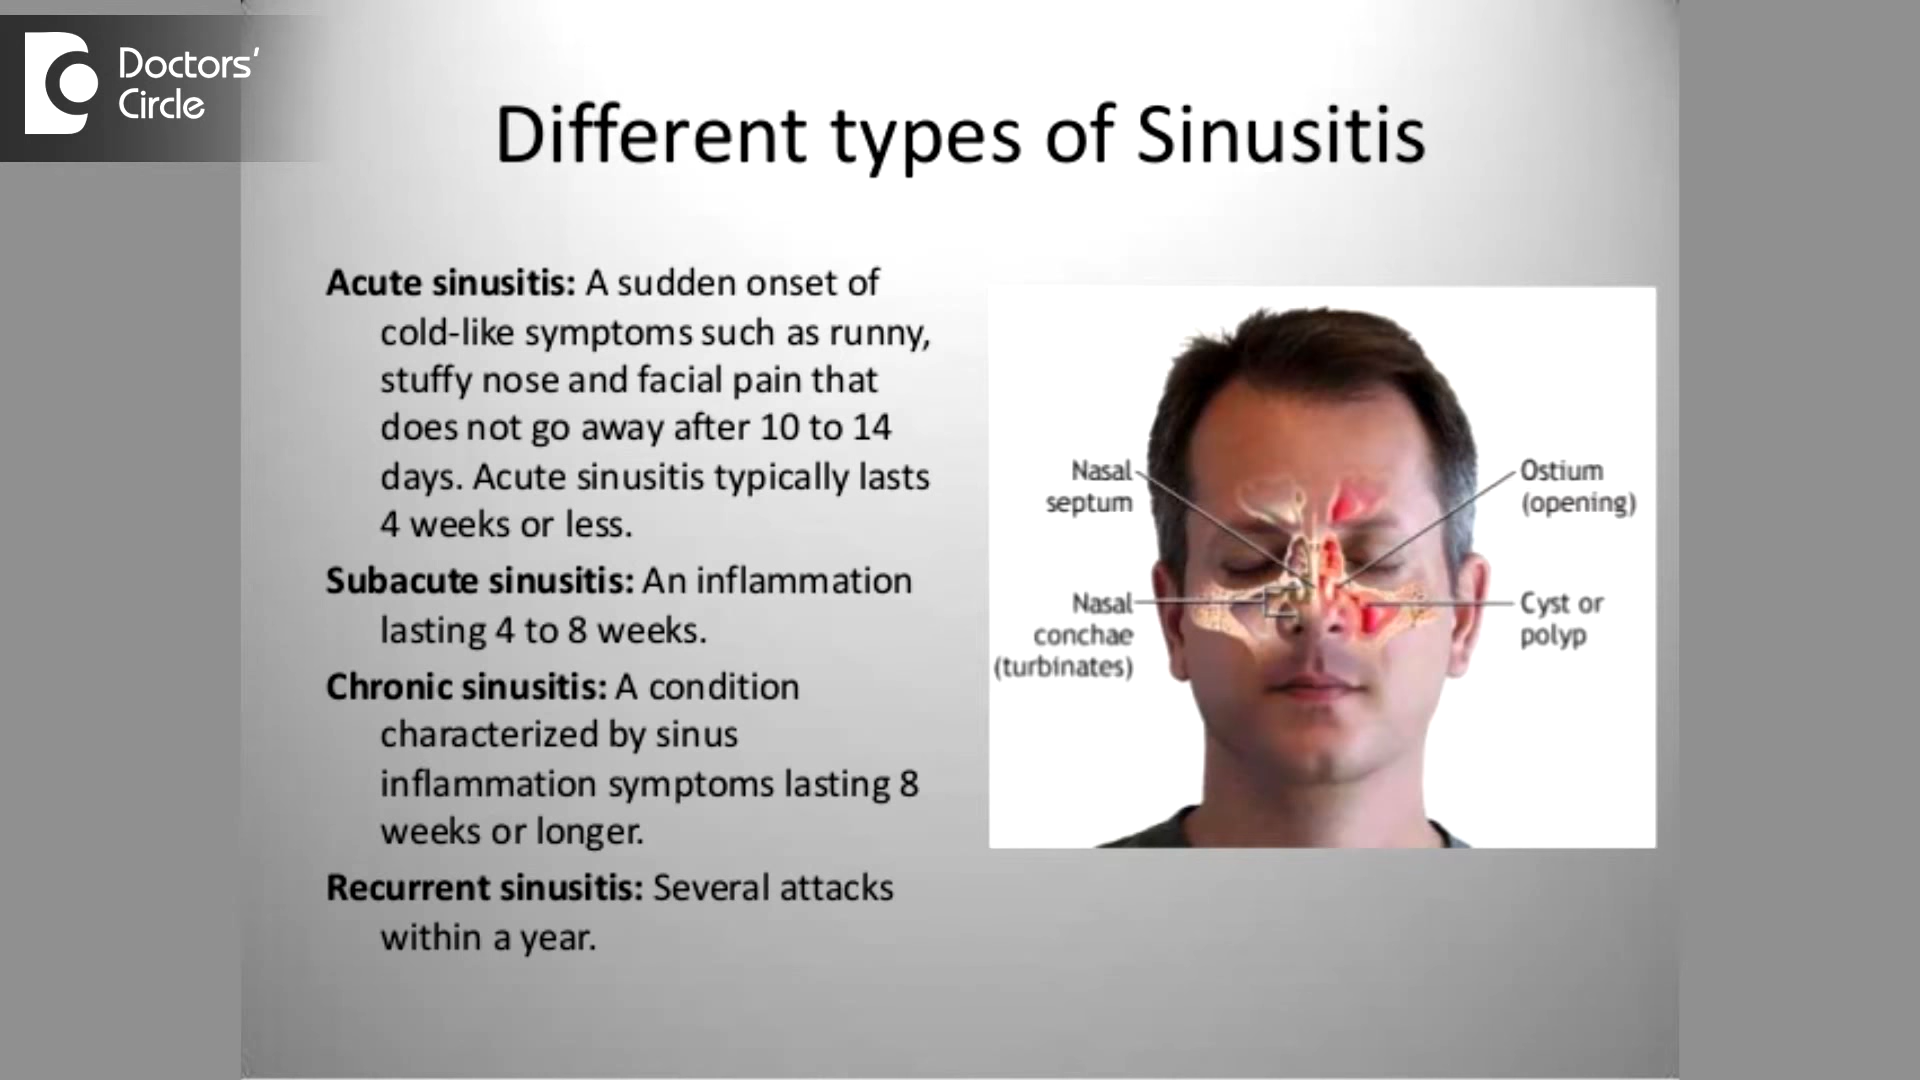 Doctors'
Circle
Different types of Sinusitis
Acute sinusitis: A sudden onset of
cold-like symptoms such as runny,
stuffy nose and facial pain that
does not go away after 10 to 14
days. Acute sinusitis typically lasts
4 weeks or less.
Subacute sinusitis: An inflammation
lasting 4 to 8 weeks.
Chronic sinusitis: A condition
characterized by sinus
inflammation symptoms lasting 8
weeks or longer.
Recurrent sinusitis: Several attacks
within a year.
Nasal
septum
Nasal
conchae
(turbinates)
Ostium
(opening)
Cyst or
polyp